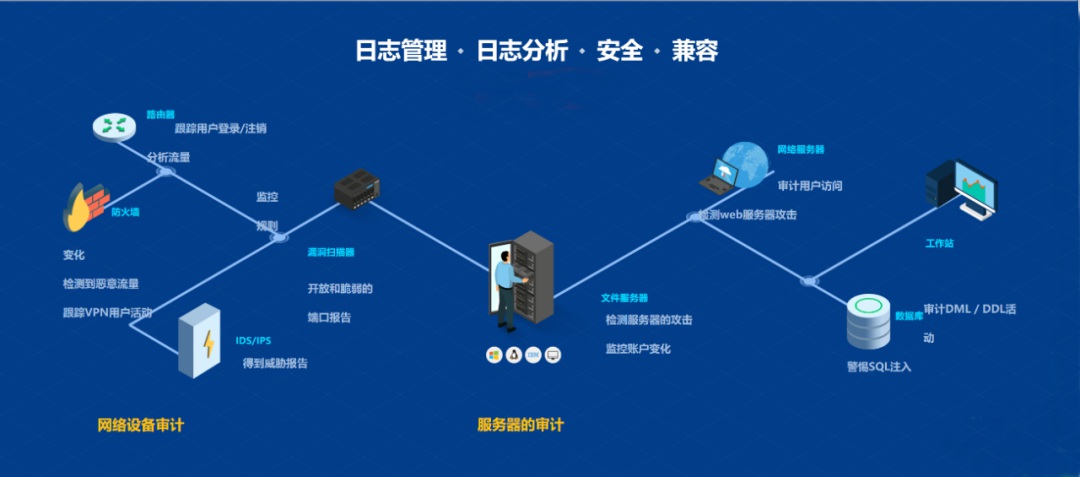 日志管理 · 日志分析 · 安全 · 兼容
路由器
跟踪用户登录/注销
分析流量
防火墙
监控
规则
变化
检测到恶意流量
跟踪VPN用户活动
IDS/IPS
得到威胁报告
漏洞扫描器
开放和脆弱的
端口报告
文件服务器
检测服务器的攻击
监控账户变化
IBM
网络服务器
审计用户访问
检测web服务器攻击
工作站
数据库
审计DML / DDL活
动
警惕SQL注入
网络设备审计
服务器的审计